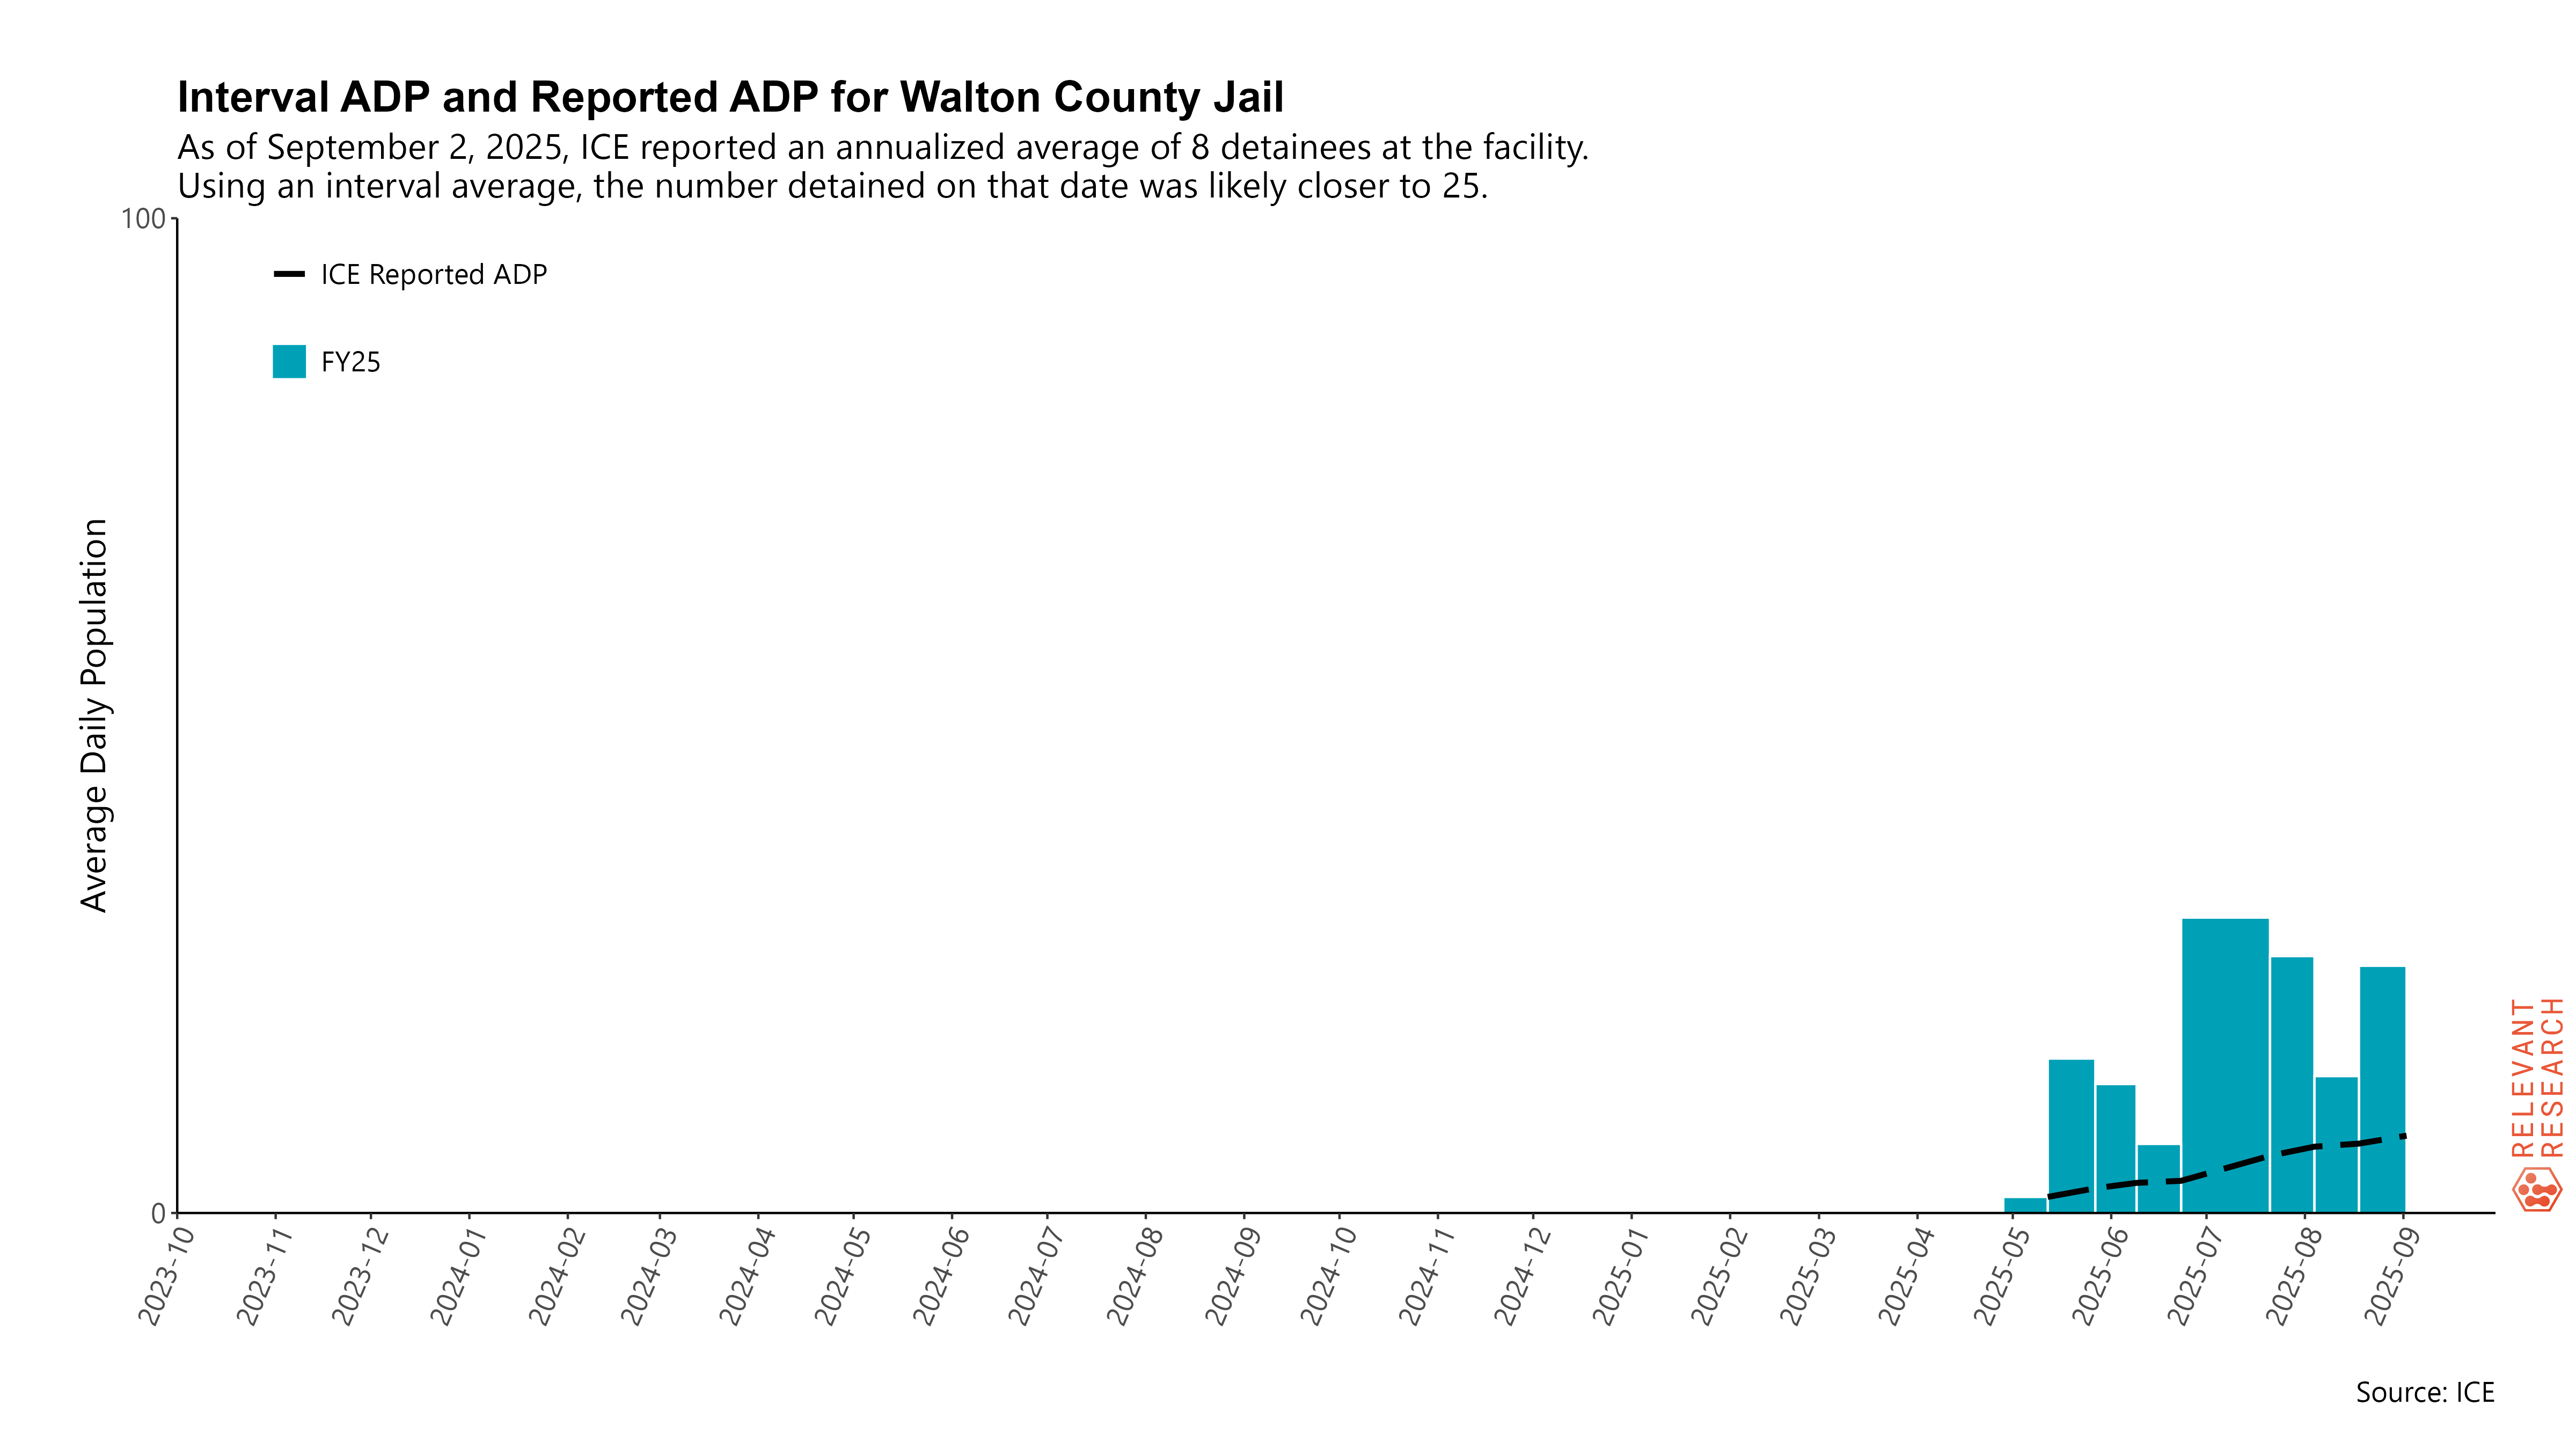 Interval ADP and Reported ADP for Walton County Jail
As of September 2, 2025, ICE reported an annualized average of 8 detainees at the facility.
Using an interval average, the number detained on that date was likely closer to 25.
100
ICE Reported ADP
FY25
Average Daily Population
0
2023-10
2023-11
2023-12
2024-01
2024-02
2024-03
2024-04
2024-05
2024-06
2024-07
2024-08
2024-09
2024-10
2024-11
2024-12
2025-01
2025-02
2025-03
2025-04
2025-05
2025-06
2025-07
2025-08
2025-09
RELEVANT
RESEARCH
Source: ICE